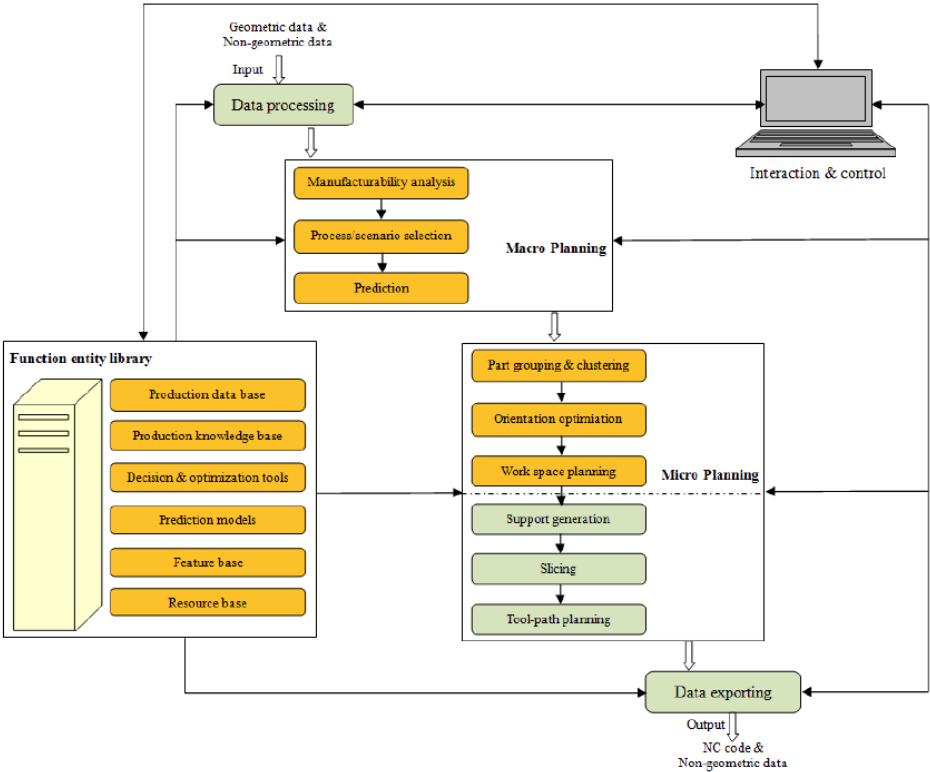 Geometric data &
Non-geometric data
Input
Data processing
Interaction & control
Manufacturability analysis
Process/scenario selection
Macro Planning
Prediction
Function entity library
Production data base
Production knowledge base
Decision & optimization tools
Prediction models
Feature base
Resource base
Part grouping & clustering
Orientation optimiation
Work space planning
Micro Planning
Support generation
Slicing
Tool-path planning
Data exporting
Output
NC code &
Non-geometric data